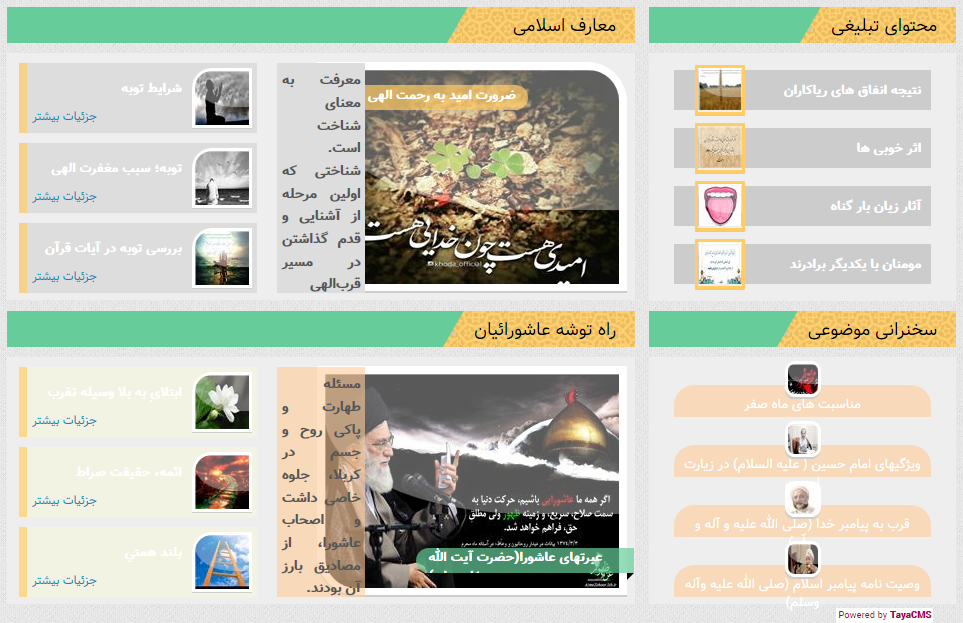 محتوای تبلیغی
نتیجه انفاق های ریاکاران
اثر خوبی ها
آثار زیان بار گناه
مومنان با یکدیگر برادرند
معارف اسلامی
ضرورت امید به رحمت الهی
امیدی هست چون خدایی هست
khoda_official
معرفت به
معنای
شناخت
است.
شناختی که
اولین مرحله
از آشنایی و
قدم گذاشتن
در مسیر
قرب‌الهی
شرایط توبه
جزئیات بیشتر
توبه؛ سبب مغفرت الهی
جزئیات بیشتر
بررسی توبه در آیات قرآن
جزئیات بیشتر
سخنرانی موضوعی
مناسبت های ماه صفر
ویژگیهای امام حسین ( علیه السلام) در زیارت
قرب به پیامبر خدا (صلی الله علیه و آله و
وصیت نامه پیامبر اسلام (صلی الله علیه وآله
وسلم)
راه توشه عاشورائیان
اگر همه ما عاشورایی باشیم، حرکت دنیا به
سمت صلاح، سریع، و زمینه ظهور ولی مطلق
حق، فراهم خواهد شد.
عبرتهای عاشورا(حضرت آیت الله
مسئله
طهارت و
پاکی روح و
جسم در
کربلا، جلوه
خاصی داشت
و اصحاب
عاشورا، از
مصادیق بارز
آن بودند.
ابتلای به بلا وسیله تقرب
جزئیات بیشتر
ائمه، حقیقت صراط
جزئیات بیشتر
بلند همتی
جزئیات بیشتر
Powered by TayaCMS